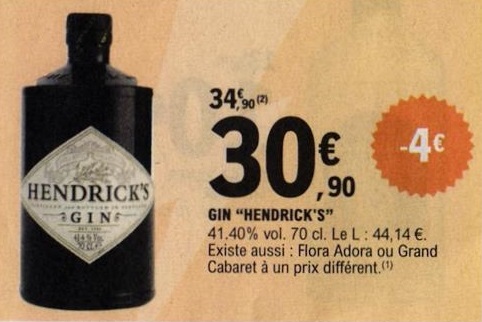 34,€90 (2)
30,€90
-4€
HENDRICK'S
GIN
GIN "HENDRICK'S"
41.40% vol. 70 cl. Le L : 44,14 €.
Existe aussi : Flora Adora ou Grand
Cabaret à un prix différent.(1)